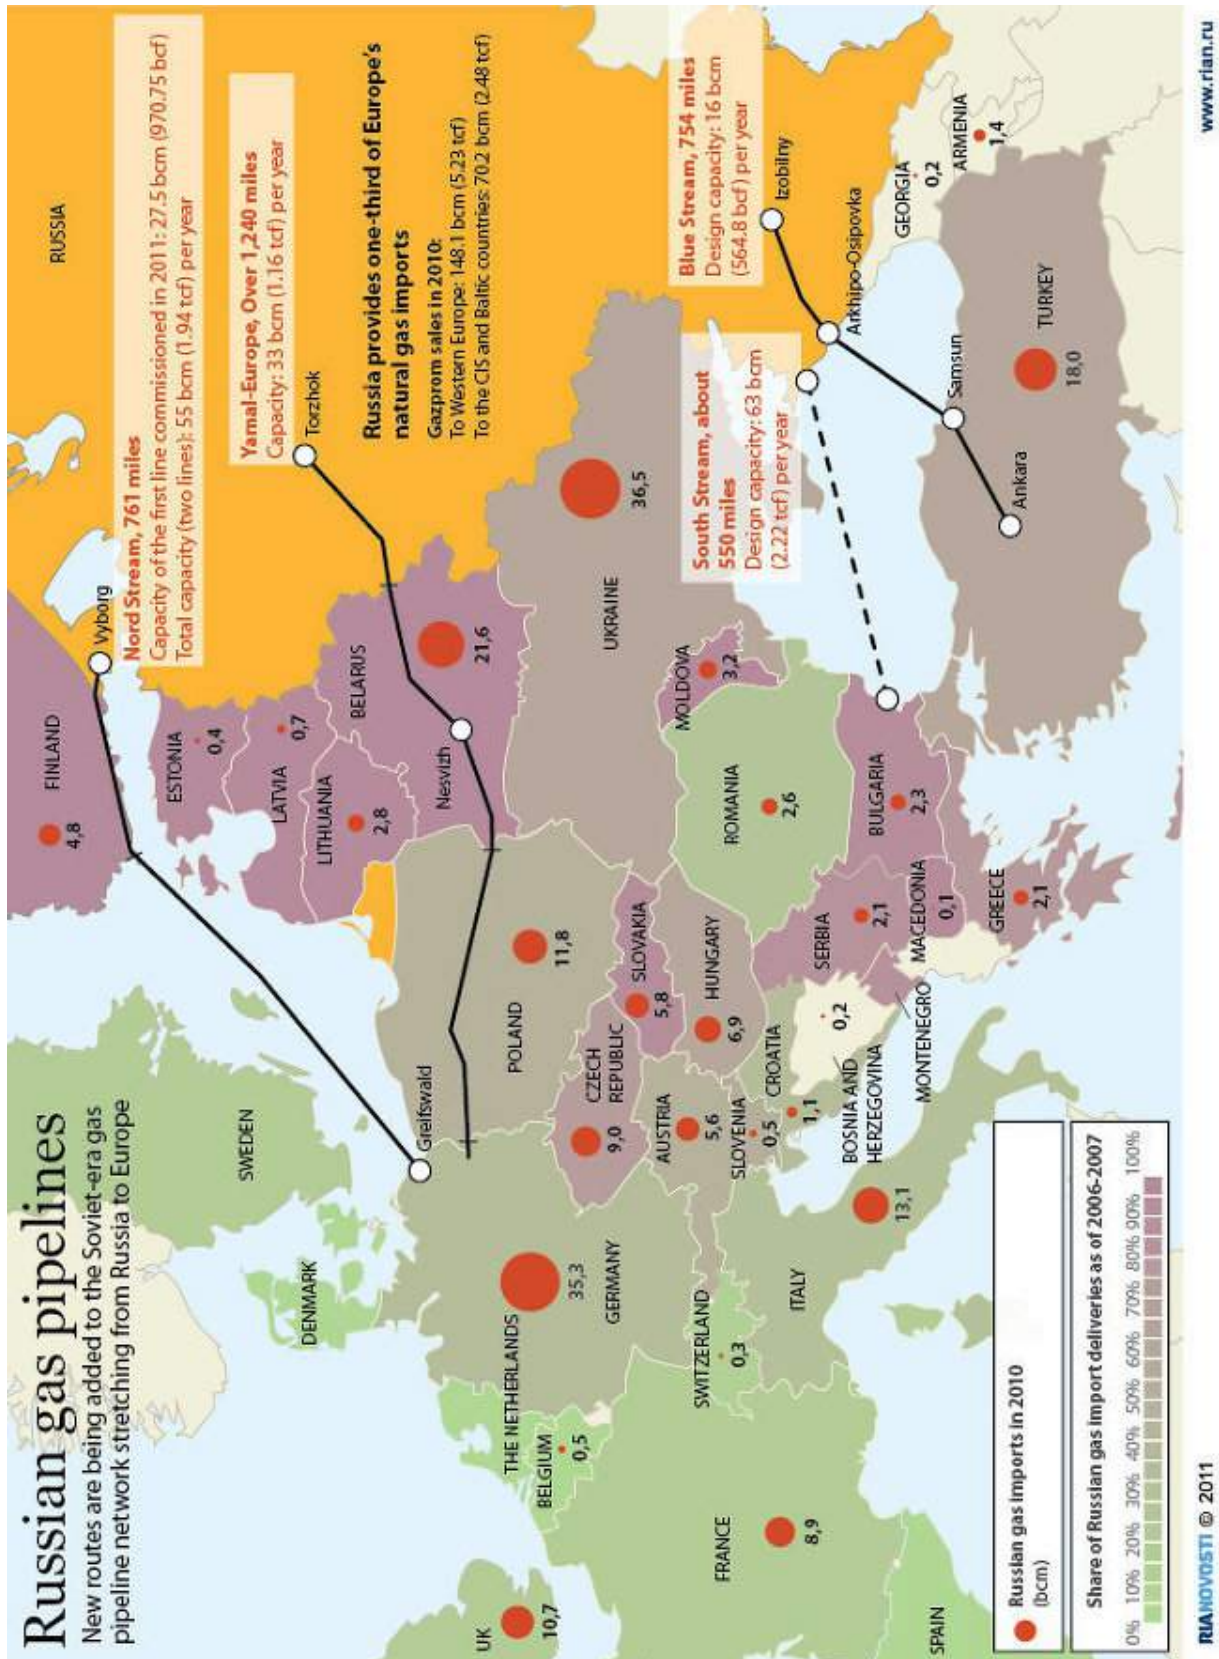 Russian gas pipelines
New routes are being added to the Soviet-era gas
pipeline network stretching from Russia to Europe
RUSSIA
Nord Stream, 761 miles
Capacity of the first line commissioned in 2011: 27.5 bcm (970.75 bcf)
Total capacity (two lines): 55 bcm (1.94 tcf) per year
Yamal-Europe, Over 1,240 miles
Capacity: 33 bcm (1.16 tcf) per year
Russia provides one-third of Europe's
natural gas imports
Gazprom sales in 2010:
To Western Europe: 148.1 bcm (5.23 tcf)
To the CIS and Baltic countries: 70.2 bcm (2.48 tcf)
Blue Stream, 754 miles
Design capacity: 16 bcm
(564.8 bcf) per year
South Stream, about
550 miles
Design capacity: 63 bcm
(2.22 tcf) per year
Vyborg
Torzhok
Nesvizh
Greifswald
Izobilny
Arkhipo-Osipovka
Samsun
Ankara
FINLAND
4,8
ESTONIA
0,4
LATVIA
0,7
LITHUANIA
2,8
BELARUS
21,6
SWEDEN
DENMARK
UKRAINE
36,5
POLAND
11,8
GERMANY
35,3
THE NETHERLANDS
BELGIUM
0,5
UK
10,7
FRANCE
8,9
SPAIN
SWITZERLAND
0,3
ITALY
13,1
CZECH
REPUBLIC
9,0
SLOVAKIA
5,8
AUSTRIA
5,6
HUNGARY
6,9
SLOVENIA
0,5
CROATIA
1,1
BOSNIA AND
HERZEGOVINA
0,2
MONTENEGRO
SERBIA
2,1
MACEDONIA
0,1
GREECE
2,1
BULGARIA
2,3
ROMANIA
2,6
MOLDOVA
3,2
TURKEY
18,0
GEORGIA
0,2
ARMENIA
1,4
Russian gas imports in 2010
(bcm)
Share of Russian gas import deliveries as of 2006-2007
0% 10% 20% 30% 40% 50% 60% 70% 80% 90% 100%
RIANOVOSTI © 2011
www.rian.ru